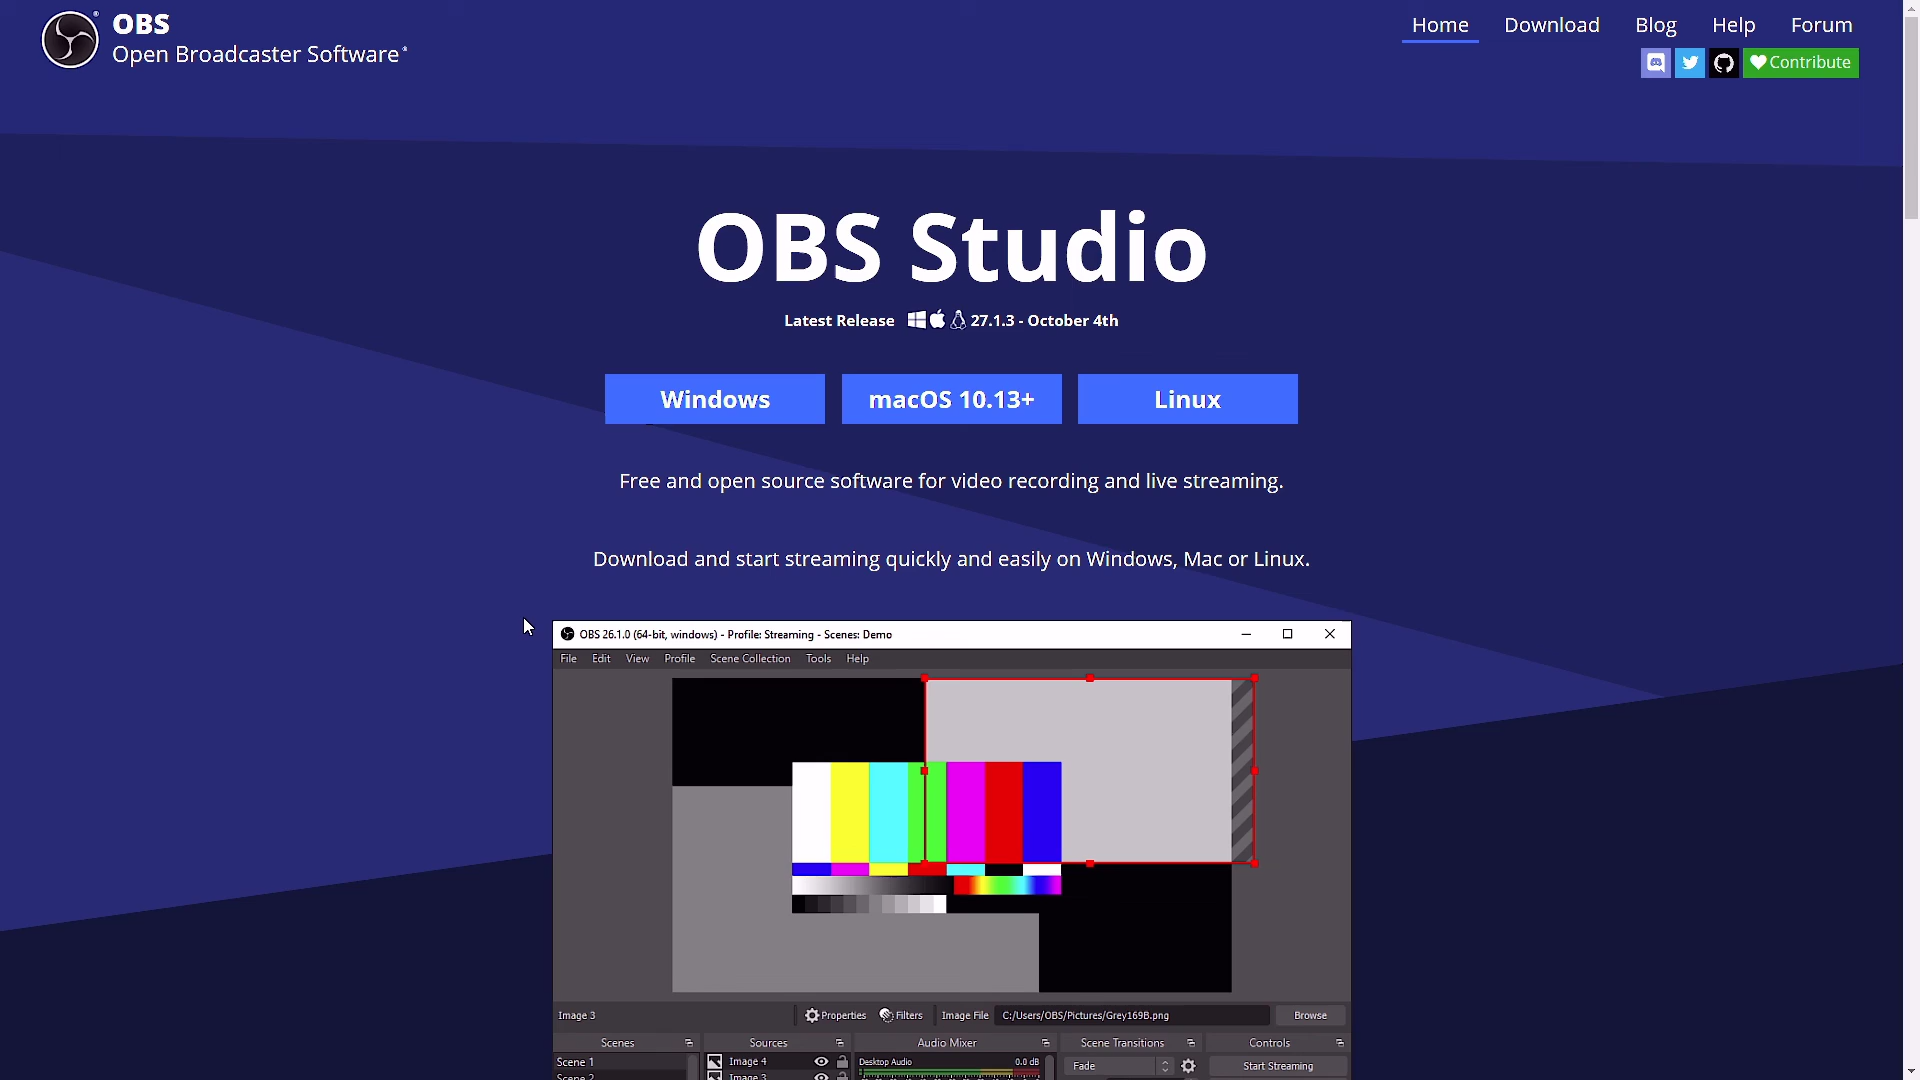 OBS
Open Broadcaster Software
Home Download Blog Help Forum
Contribute
OBS Studio
Latest Release 27.1.3 - October 4th
Windows macOS 10.13+ Linux
Free and open source software for video recording and live streaming.
Download and start streaming quickly and easily on Windows, Mac or Linux.
OBS 26.1.0 (64-bit, windows) - Profile: Streaming - Scenes: Demo
File Edit View Profile Scene Collection Tools Help
Image 3 Properties Filters Image File C:/Users/OBS/Pictures/Grey169B.png Browse
Scenes Sources Audio Mixer Scene Transitions Controls
Scene 1 Image 4 Desktop Audio 0.0 dB Fade Start Streaming
Scene 2 Image 3